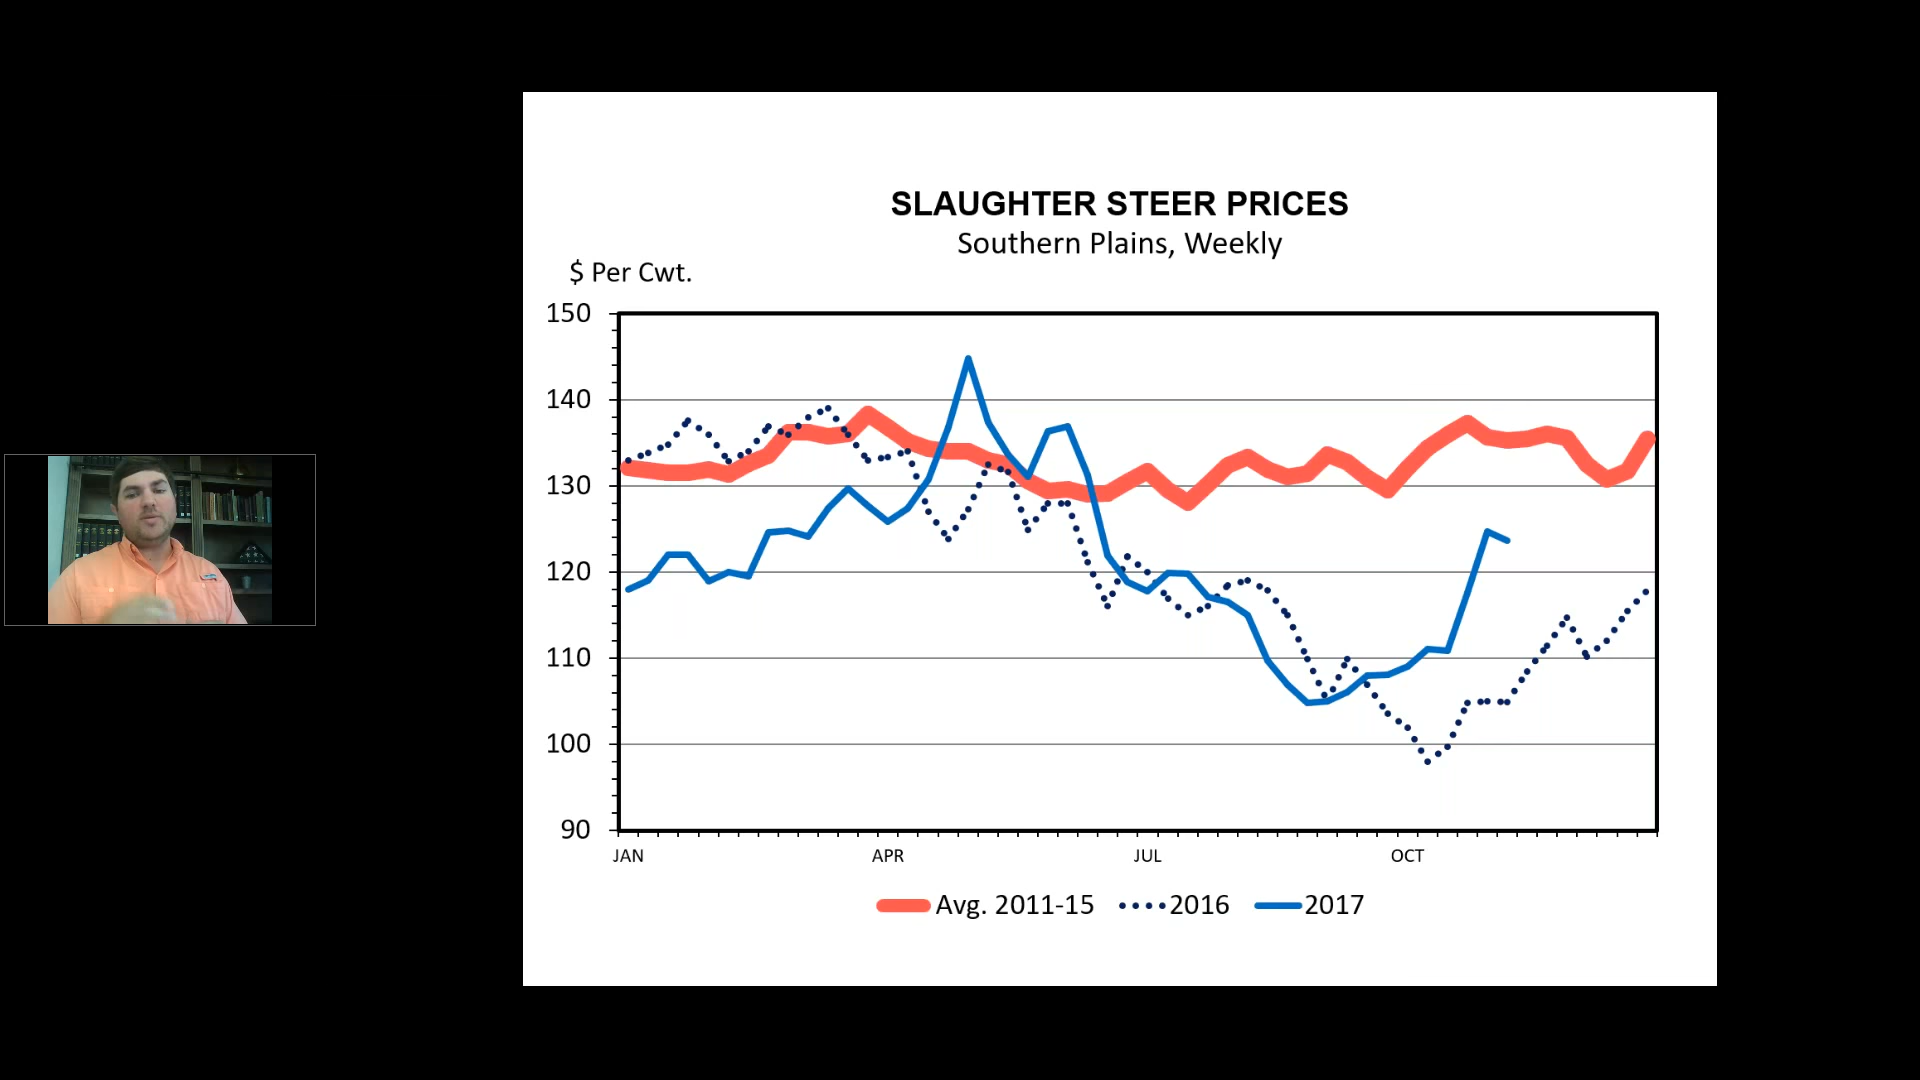 SLAUGHTER STEER PRICES
Southern Plains, Weekly
$ Per Cwt.
150
140
130
120
110
100
90
JAN APR JUL OCT
Avg. 2011-15 2016 2017